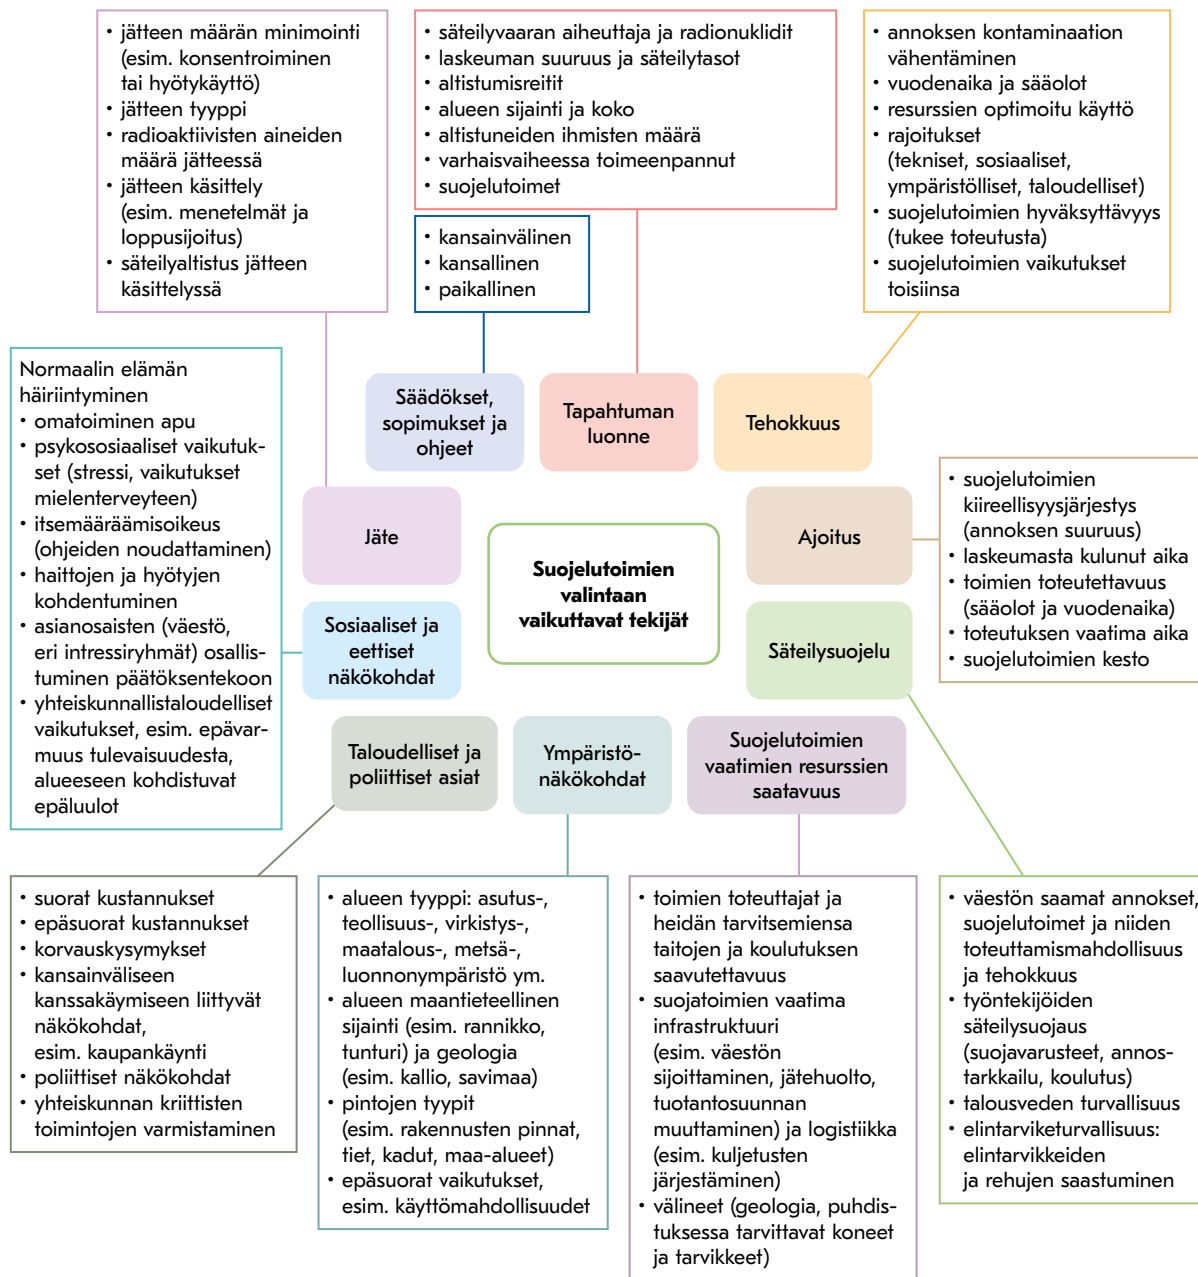 • jätteen määrän minimointi
(esim. konsentroiminen
tai hyötykäyttö)
• jätteen tyyppi
• radioaktiivisten aineiden
määrä jätteessä
• jätteen käsittely
(esim. menetelmät ja
loppusijoitus)
• säteilyaltistus jätteen
käsittelyssä
• säteilyvaaran aiheuttaja ja radionuklidit
• laskeuman suuruus ja säteilytasot
• altistumisreitit
• alueen sijainti ja koko
• altistuneiden ihmisten määrä
• varhaisvaiheessa toimeenpannut
• suojelutoimet
• annoksen kontaminaation
vähentäminen
• vuodenaika ja sääolot
• resurssien optimoitu käyttö
• rajoitukset
(tekniset, sosiaaliset,
ympäristölliset, taloudelliset)
• suojelutoimien hyväksyttävyys
(tukee toteutusta)
• suojelutoimien vaikutukset
toisiinsa
• kansainvälinen
• kansallinen
• paikallinen
Normaalin elämän
häiriintyminen
• omatoiminen apu
• psykososiaaliset vaikutuk-
set (stressi, vaikutukset
mielenterveyteen)
• itsemääräämisoikeus
(ohjeiden noudattaminen)
• haittojen ja hyötyjen
kohdentuminen
• asianosaisten (väestö,
eri intressiryhmät) osallis-
tuminen päätöksentekoon
• yhteiskunnallistaloudelliset
vaikutukset, esim. epävar-
muus tulevaisuudesta,
alueeseen kohdistuvat
epäluulot
Säädökset,
sopimukset ja
ohjeet
Tapahtuman
luonne
Tehokkuus
Jäte
Ajoitus
• suojelutoimien
kiireellisyysjärjestys
(annoksen suuruus)
• laskeumasta kulunut aika
• toimien toteutettavuus
(sääolot ja vuodenaika)
• toteutuksen vaatima aika
• suojelutoimien kesto
Suojelutoimien
valintaan
vaikuttavat tekijät
Sosiaaliset ja
eettiset
näkökohdat
Säteilysuojelu
Taloudelliset ja
poliittiset asiat
Ympäristö-
näkökohdat
Suojelutoimien
vaatimien resurssien
saatavuus
• suorat kustannukset
• epäsuorat kustannukset
• korvauskysymykset
• kansainväliseen
kanssakäymiseen liittyvät
näkökohdat,
esim. kaupankäynti
• poliittiset näkökohdat
• yhteiskunnan kriittisten
toimintojen varmistaminen
• alueen tyyppi: asutus-,
teollisuus-, virkistys-,
maatalous-, metsä-,
luonnonympäristö ym.
• alueen maantieteellinen
sijainti (esim. rannikko,
tunturi) ja geologia
(esim. kallio, savimaa)
• pintojen tyypit
(esim. rakennusten pinnat,
tiet, kadut, maa-alueet)
• epäsuorat vaikutukset,
esim. käyttömahdollisuudet
• toimien toteuttajat ja
heidän tarvitsemiensa
taitojen ja koulutuksen
saavutettavuus
• suojatoimien vaatima
infrastruktuuri
(esim. väestön
sijoittaminen, jätehuolto,
tuotantosuunnan
muuttaminen) ja logistiikka
(esim. kuljetusten
järjestäminen)
• välineet (geologia, puhdis-
tuksessa tarvittavat koneet
ja tarvikkeet)
• väestön saamat annokset,
suojelutoimet ja niiden
toteuttamismahdollisuus
ja tehokkuus
• työntekijöiden
säteilysuojaus
(suojavarusteet, annos-
tarkkailu, koulutus)
• talousveden turvallisuus
• elintarviketurvallisuus:
elintarvikkeiden
ja rehujen saastuminen